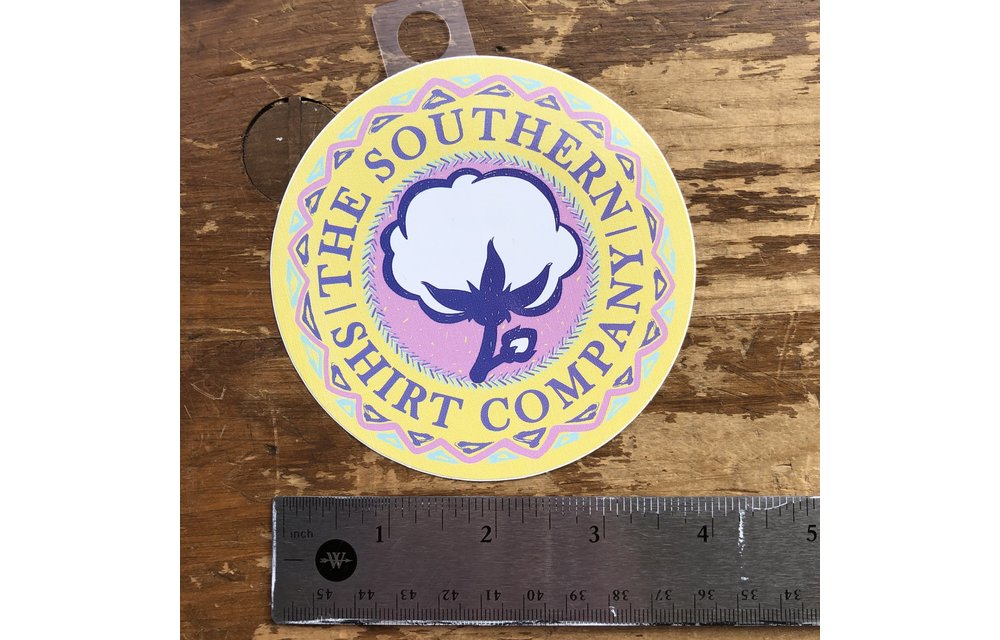 THE SOUTHERN
SHIRT COMPANY
inch 1 2 3 4 5
W
45 44 43 42 41 40 39 38 37 36 35 34